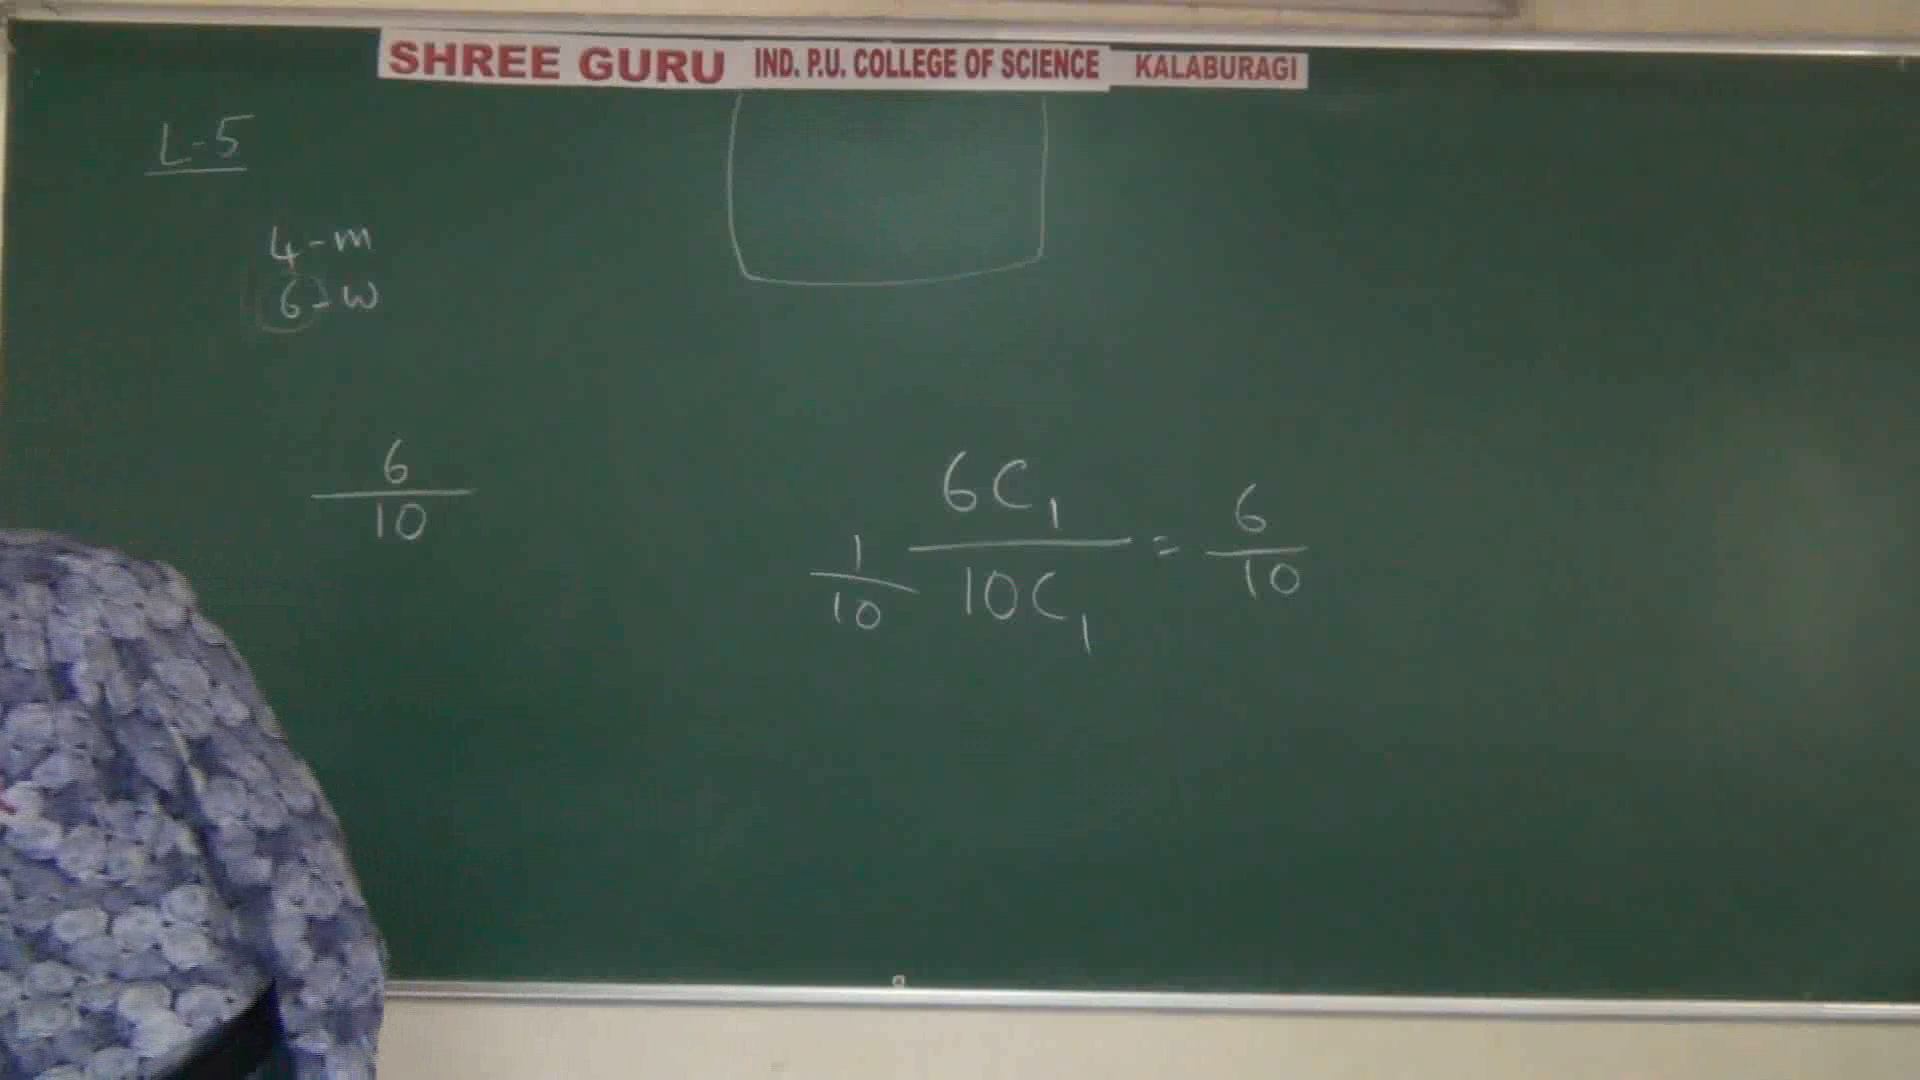 SHREE GURU IND. P.U. COLLEGE OF SCIENCE KALABURAGI
L-5
4-m
6-w
6
10
1
10
6C₁
10C₁
=
6
10